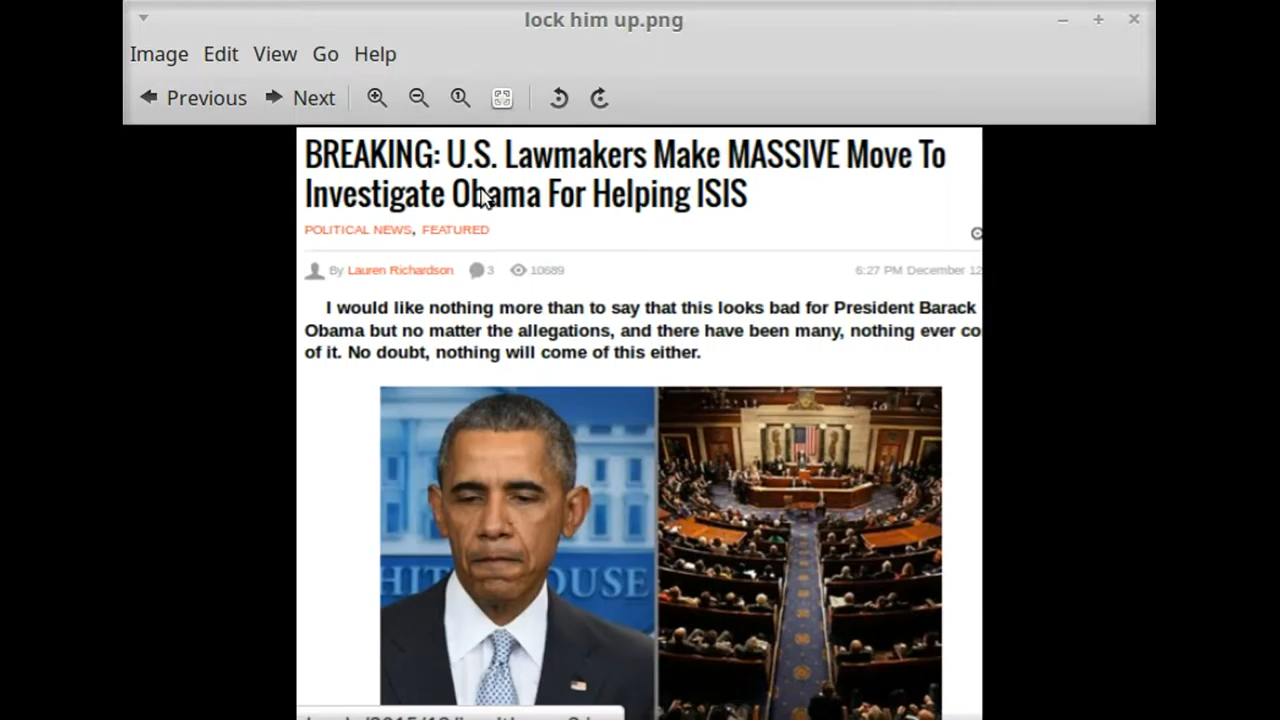 lock him up.png
Image Edit View Go Help
Previous Next
BREAKING: U.S. Lawmakers Make MASSIVE Move To
Investigate Obama For Helping ISIS
POLITICAL NEWS, FEATURED
By Lauren Richardson 3 10689 6:27 PM December 12
I would like nothing more than to say that this looks bad for President Barack
Obama but no matter the allegations, and there have been many, nothing ever co
of it. No doubt, nothing will come of this either.
WHITE HOUSE